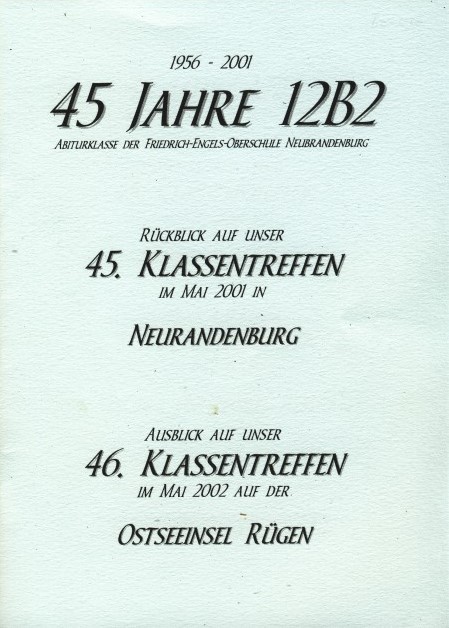 1956 - 2001
45 JAHRE 12B2
ABITURKLASSE DER FRIEDRICH-ENGELS-OBERSCHULE NEUBRANDENBURG
RÜCKBLICK AUF UNSER
45. KLASSENTREFFEN
IM MAI 2001 IN
NEURANDENBURG
AUSBLICK AUF UNSER
46. KLASSENTREFFEN
IM MAI 2002 AUF DER
OSTSEEINSEL RÜGEN